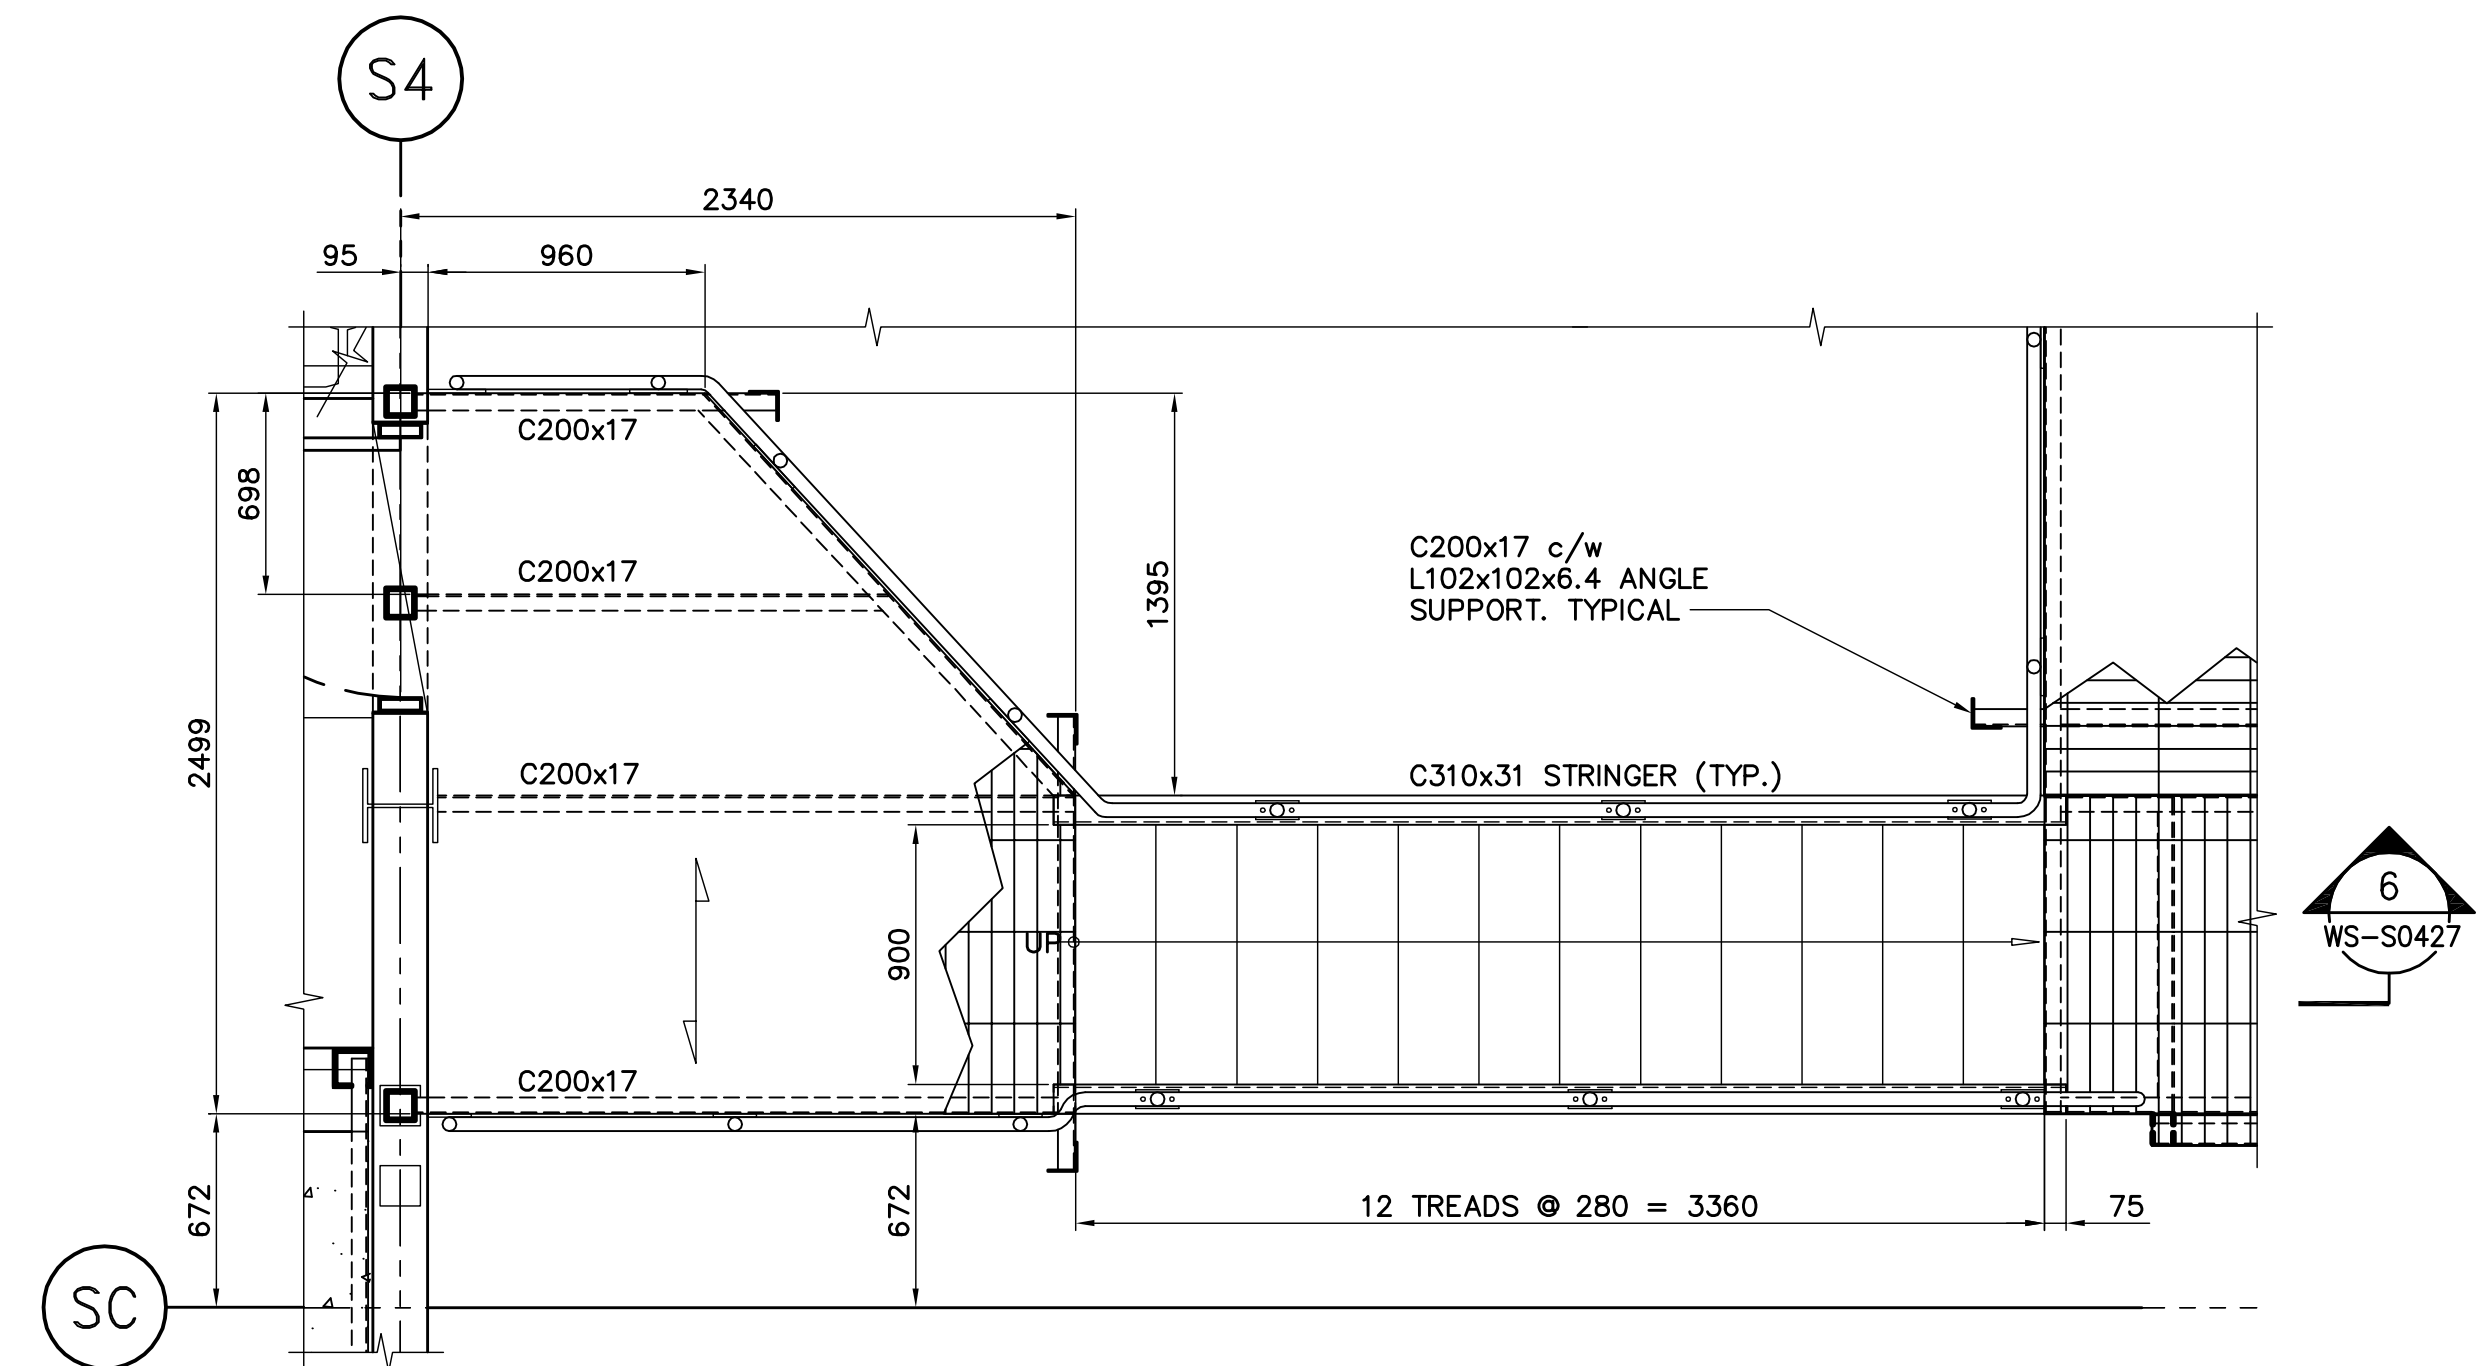 S4
2340
95
960
C200x17
698
C200x17
1395
C200x17 c/w
L102x102x6.4 ANGLE
SUPPORT. TYPICAL
2499
C200x17
C310x31 STRINGER (TYP.)
6
WS-S0427
UP
900
C200x17
672
672
12 TREADS @ 280 = 3360
75
SC